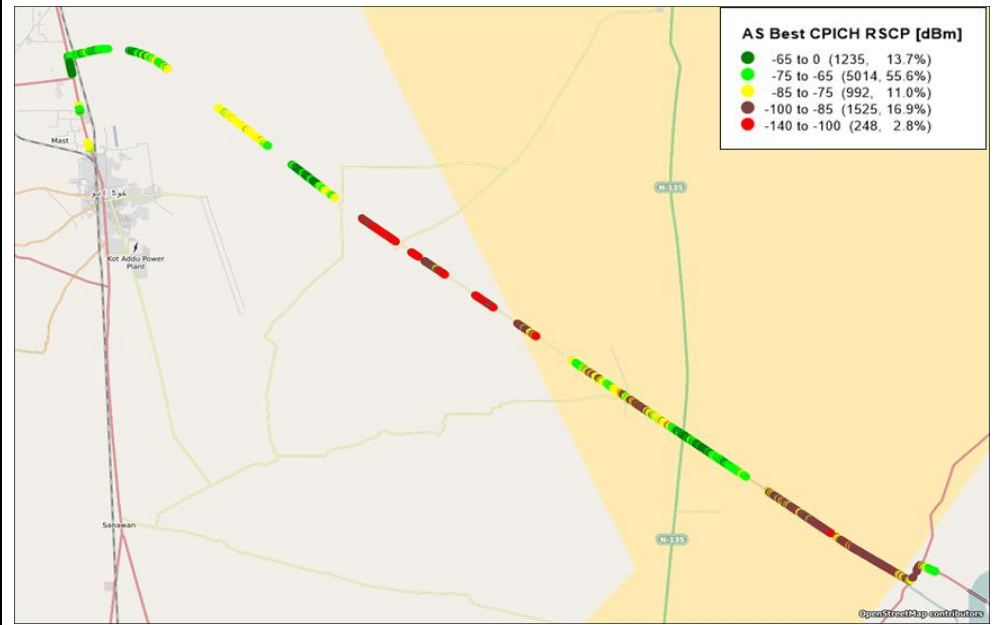 AS Best CPICH RSCP [dBm]
-65 to 0 (1235, 13.7%)
-75 to -65 (5014, 55.6%)
-85 to -75 (992, 11.0%)
-100 to -85 (1525, 16.9%)
-140 to -100 (248, 2.8%)
Mast
N-135
Kot Addu Power
Plant
Sanawan
N-135
OpenStreetMap contributors